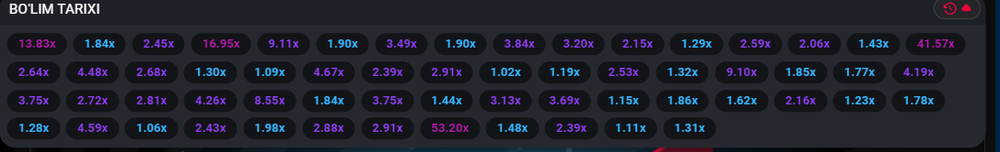 BO'LIM TARIXI
13.83x 1.84x 2.45x 16.95x 9.11x 1.90x 3.49x 1.90x 3.84x 3.20x 2.15x 1.29x 2.59x 2.06x 1.43x 41.57x
2.64x 4.48x 2.68x 1.30x 1.09x 4.67x 2.39x 2.91x 1.02x 1.19x 2.53x 1.32x 9.10x 1.85x 1.77x 4.19x
3.75x 2.72x 2.81x 4.26x 8.55x 1.84x 3.75x 1.44x 3.13x 3.69x 1.15x 1.86x 1.62x 2.16x 1.23x 1.78x
1.28x 4.59x 1.06x 2.43x 1.98x 2.88x 2.91x 53.20x 1.48x 2.39x 1.11x 1.31x